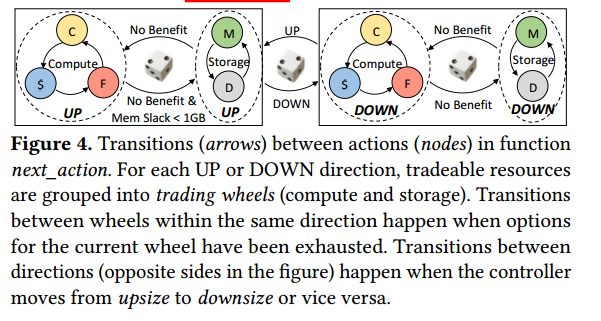 No Benefit
UP
No Benefit
C
M
C
M
Compute
Storage
Compute
Storage
$
F
D
$
F
D
UP
No Benefit &
Mem Slack < 1GB
UP
DOWN
DOWN
No Benefit
DOWN
Figure 4. Transitions (arrows) between actions (nodes) in function
next_action. For each UP or DOWN direction, tradeable resources
are grouped into trading wheels (compute and storage). Transitions
between wheels within the same direction happen when options
for the current wheel have been exhausted. Transitions between
directions (opposite sides in the figure) happen when the controller
moves from upsize to downsize or vice versa.